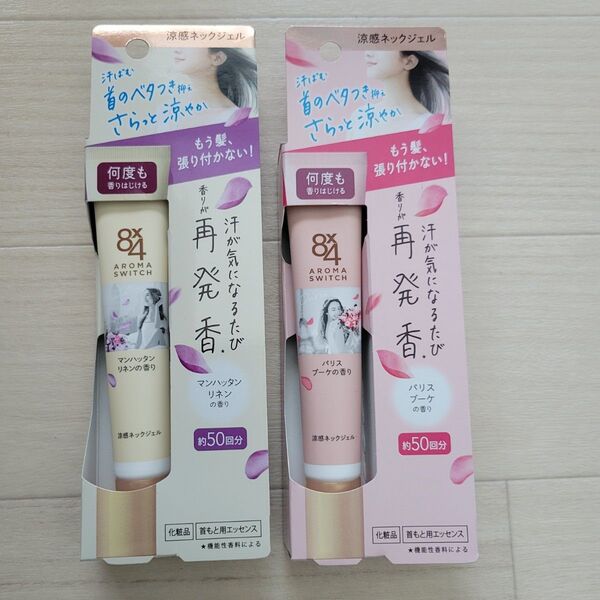 涼感ネックジェル
汗ばむ
首のベタつき抑え
さらっと涼やか
もう髪、
張り付かない!
何度も
香りはじける
8x4
AROMA
SWITCH
マンハッタン
リネンの香り
涼感ネックジェル
汗が気になるたび
香りが
再発香.
マンハッタン
リネン
の香り
約50回分
化粧品
首もと用エッセンス
★機能性香料による
涼感ネックジェル
汗ばむ
首のベタつき抑え
さらっと涼やか
もう髪、
張り付かない!
何度も
香りはじける
8x4
AROMA
SWITCH
パリス
ブーケの香り
涼感ネックジェル
汗が気になるたび
香りが
再発香.
パリス
ブーケ
の香り
約50回分
化粧品
首もと用エッセンス
★機能性香料による